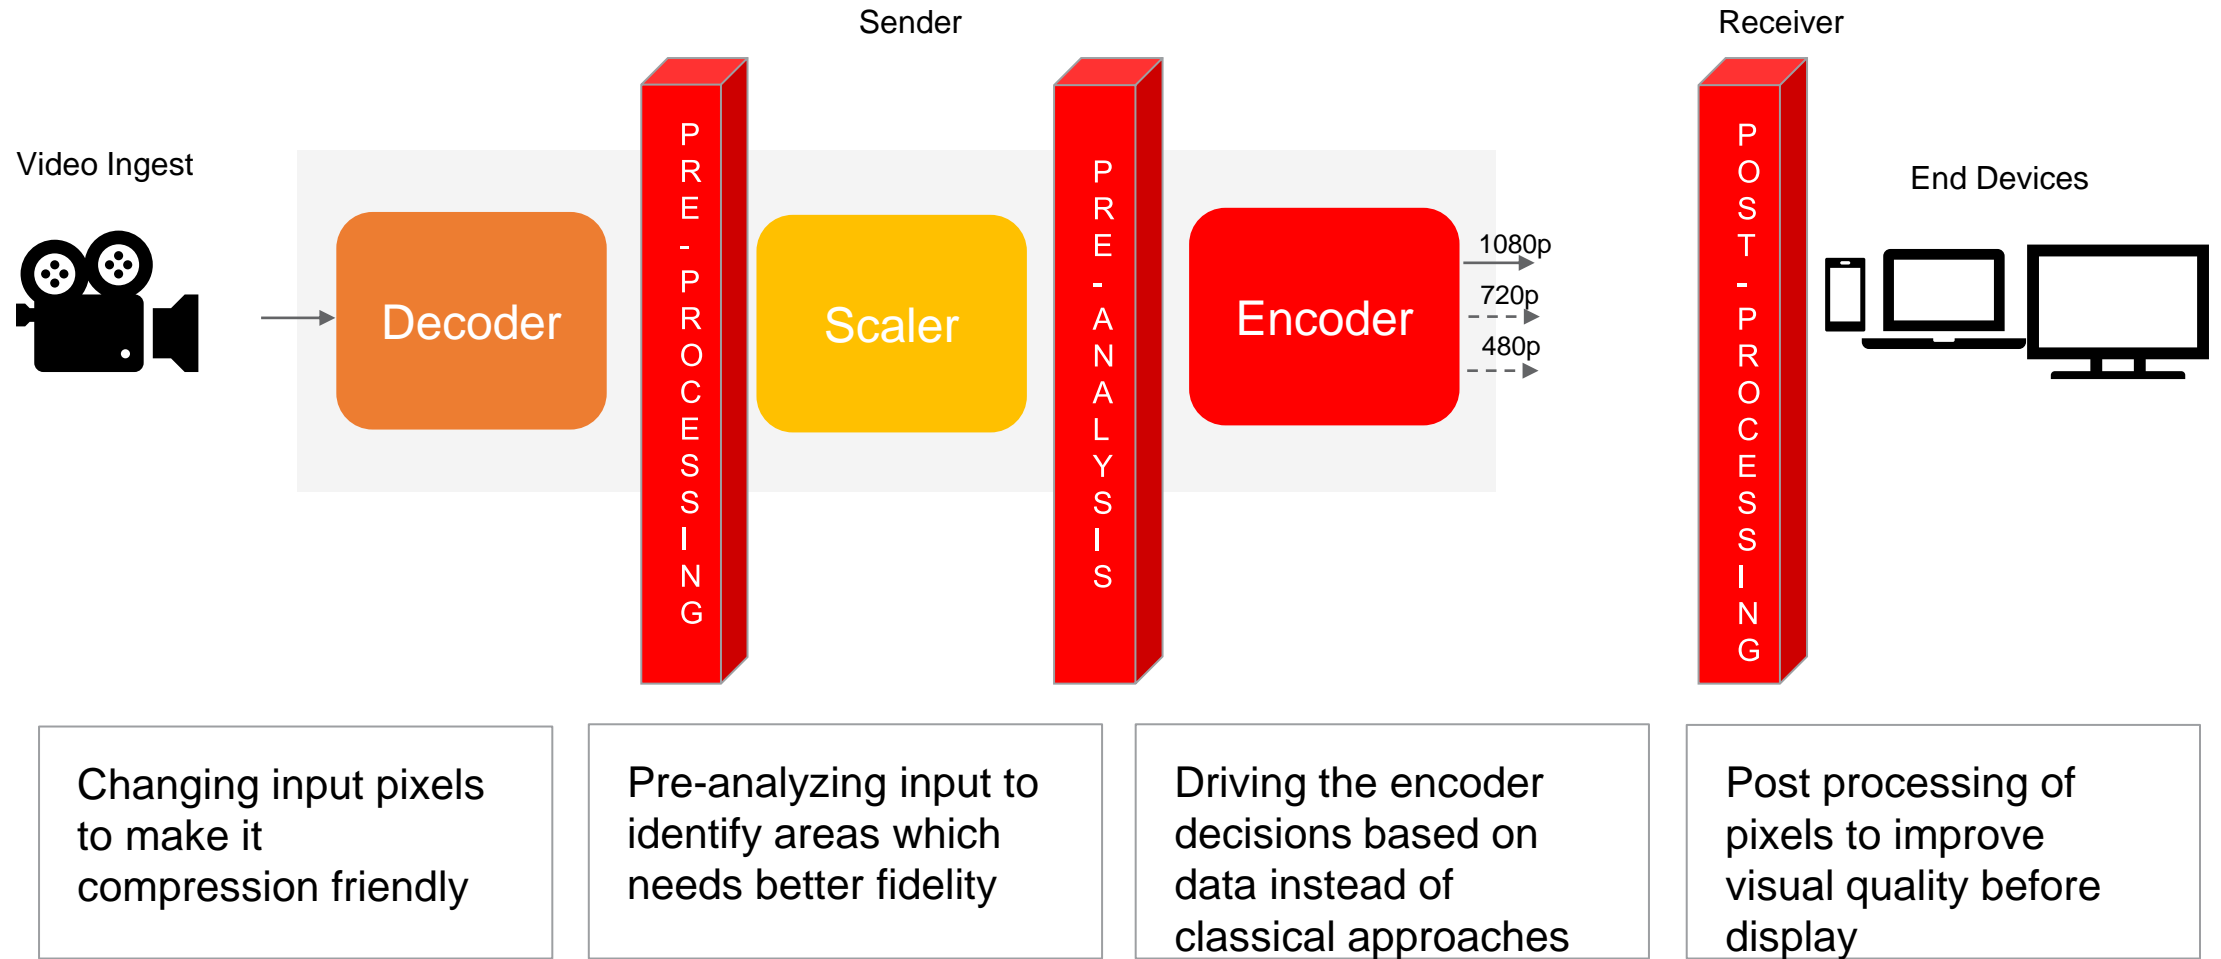 Sender
Receiver
Video Ingest
End Devices
Decoder
PRE-PROCESSING
Scaler
PRE-ANALYSIS
Encoder
1080p
720p
480p
POST-PROCESSING
Changing input pixels
to make it
compression friendly
Pre-analyzing input to
identify areas which
needs better fidelity
Driving the encoder
decisions based on
data instead of
classical approaches
Post processing of
pixels to improve
visual quality before
display